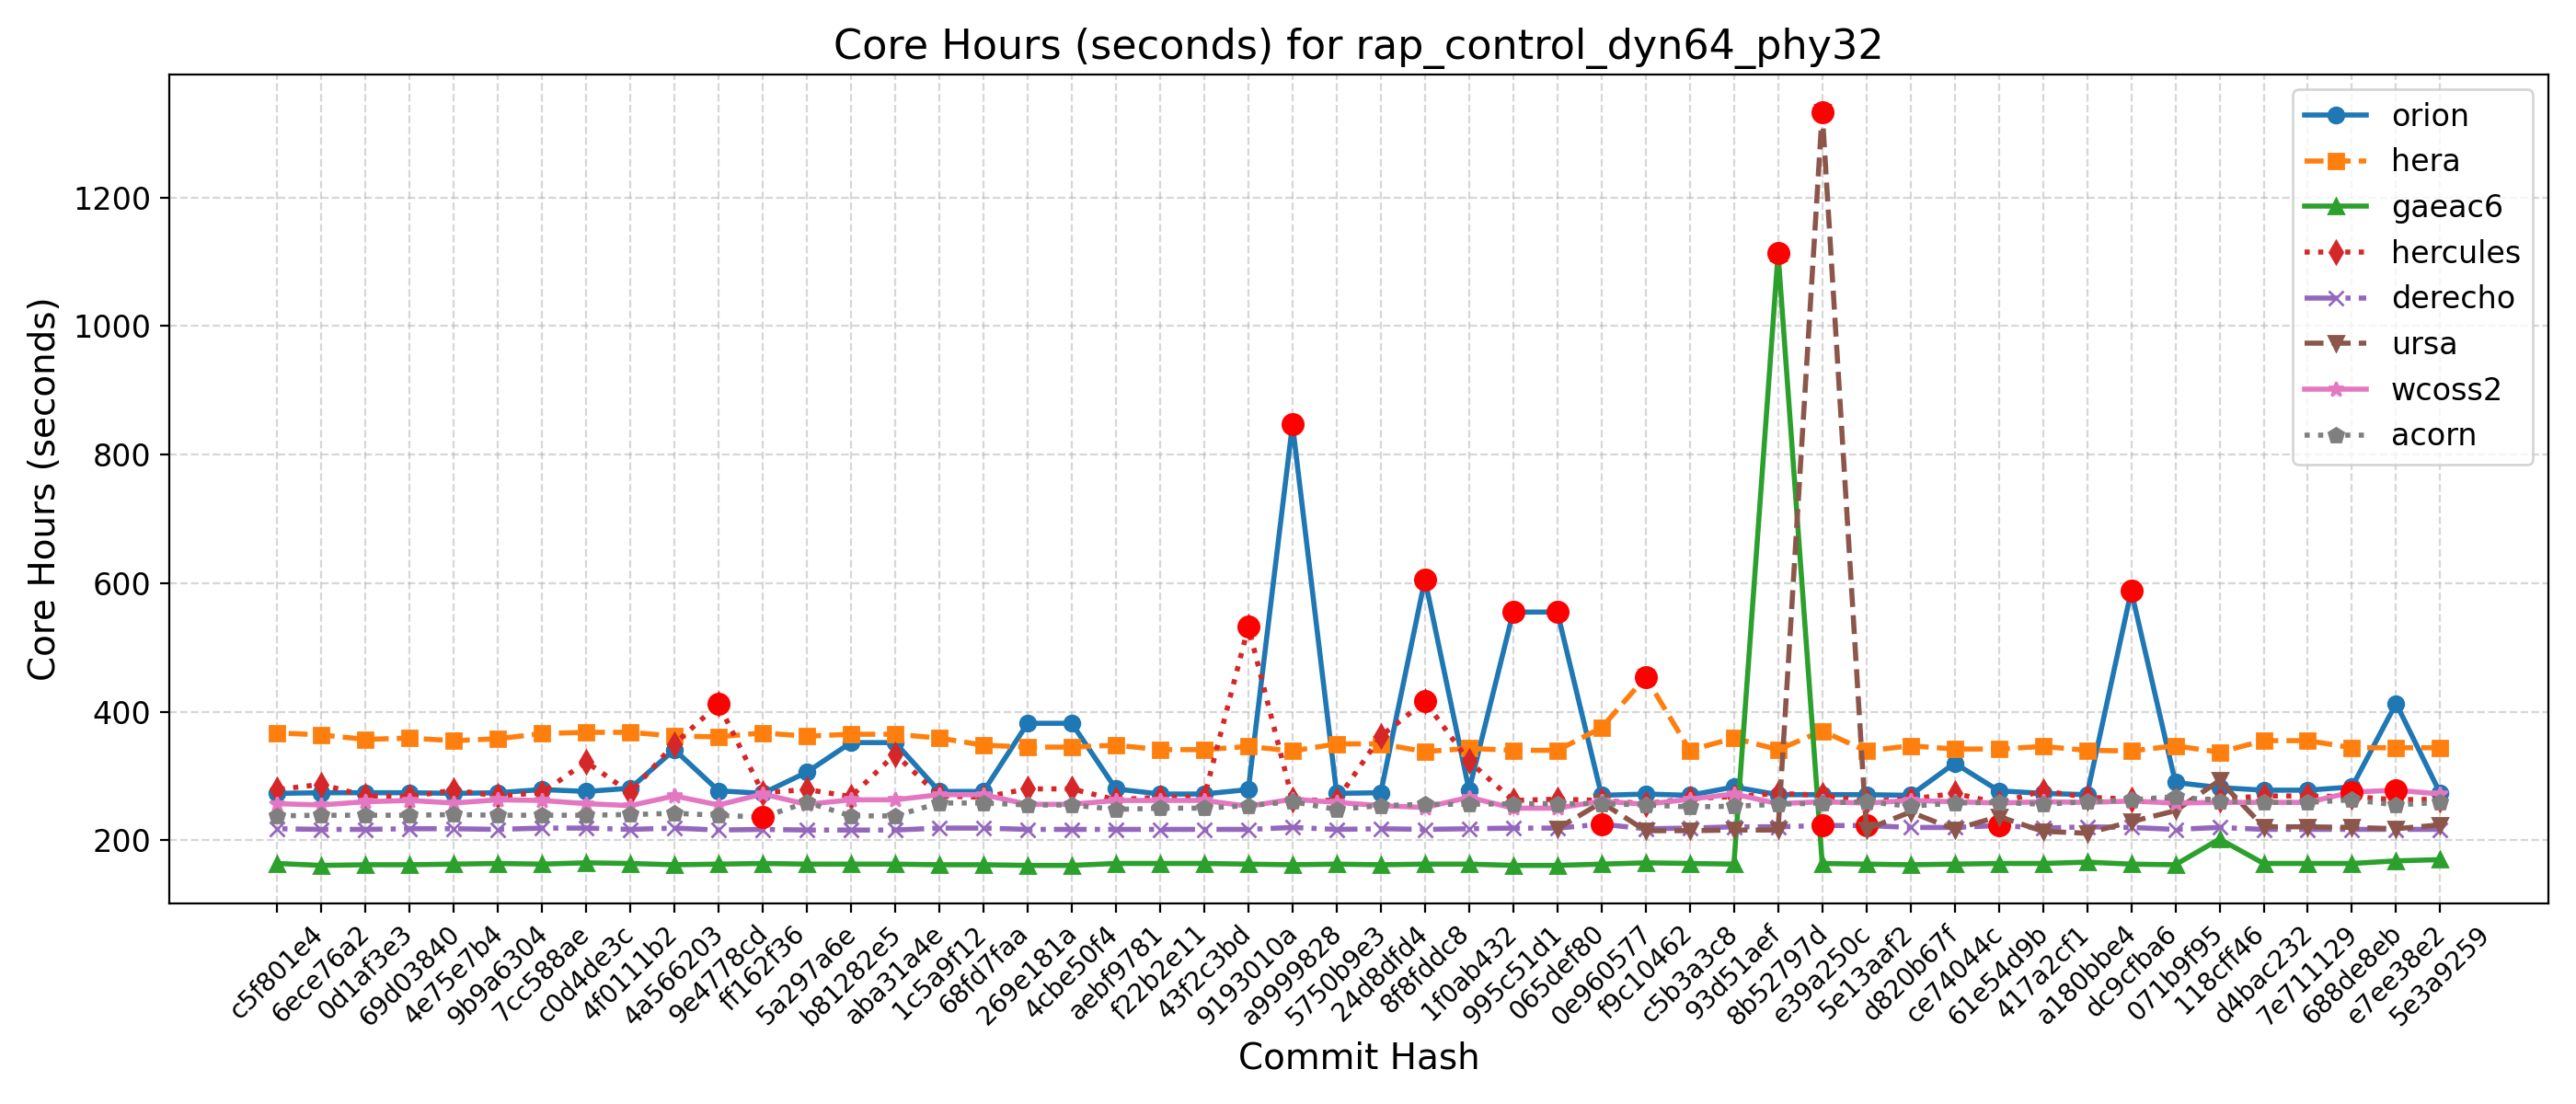 Core Hours (seconds) for rap_control_dyn64_phy32
Core Hours (seconds)
1200
1000
800
600
400
200
orion
hera
gaeac6
hercules
derecho
ursa
wcoss2
acorn
c5f801e4
6ece76a2
0d1af3e3
69d03840
4e75e7b4
9b9a6304
7cc588ae
c0d4de3c
4f0111b2
4a566203
9e4778cd
ff162f36
5a297a6e
b81282e5
aba31a4e
1c5a9f12
68fd7faa
269e181a
4cbe50f4
aebf9781
f22b2e11
43f2c3bd
9193010a
a9999828
5750b9e3
24d8dfd4
8f8fddc8
1f0ab432
995c51d1
065def80
0e960577
f9c10462
c5b3a3c8
93d51aef
8b52797d
e39a250c
5e13aaf2
d820b67f
ce74044c
61e54d9b
417a2cf1
a180bbe4
dc9cfba6
071b9f95
118cff46
d4bac232
7e711129
688de8eb
e7ee38e2
5e3a9259
Commit Hash